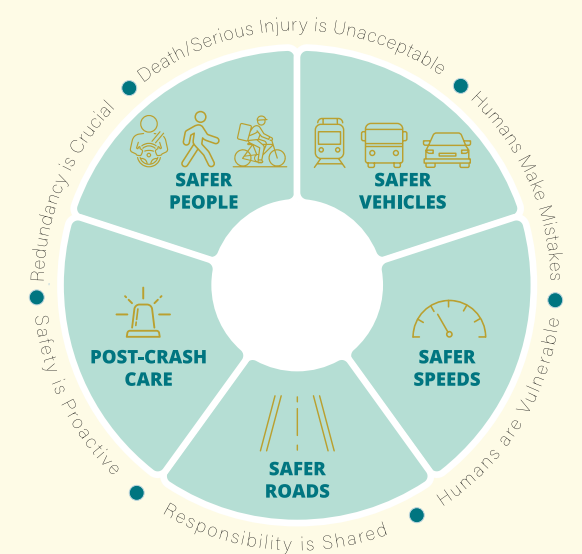 Death/Serious Injury is Unacceptable
Humans Make Mistakes
Humans are Vulnerable
Responsibility is Shared
Safety is Proactive
Redundancy is Crucial
SAFER
PEOPLE
SAFER
VEHICLES
SAFER
SPEEDS
SAFER
ROADS
POST-CRASH
CARE